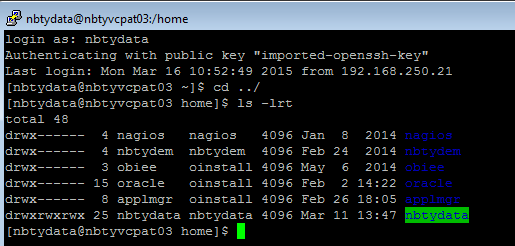 nbtydata@nbtyvcpat03:/home
login as: nbtydata
Authenticating with public key "imported-openssh-key"
Last login: Mon Mar 16 10:52:49 2015 from 192.168.250.21
[nbtydata@nbtyvcpat03 ~]$ cd ../
[nbtydata@nbtyvcpat03 home]$ ls -lrt
total 48
drwx------ 4 nagios nagios 4096 Jan 8 2014 nagios
drwx------ 4 nbtydem nbtydem 4096 Feb 24 2014 nbtydem
drwx------ 3 obiee oinstall 4096 May 6 2014 obiee
drwx------ 15 oracle oinstall 4096 Feb 2 14:22 oracle
drwx------ 8 applmgr oinstall 4096 Feb 26 18:05 applmgr
drwxrwxrwx 25 nbtydata nbtydata 4096 Mar 11 13:47 nbtydata
[nbtydata@nbtyvcpat03 home]$